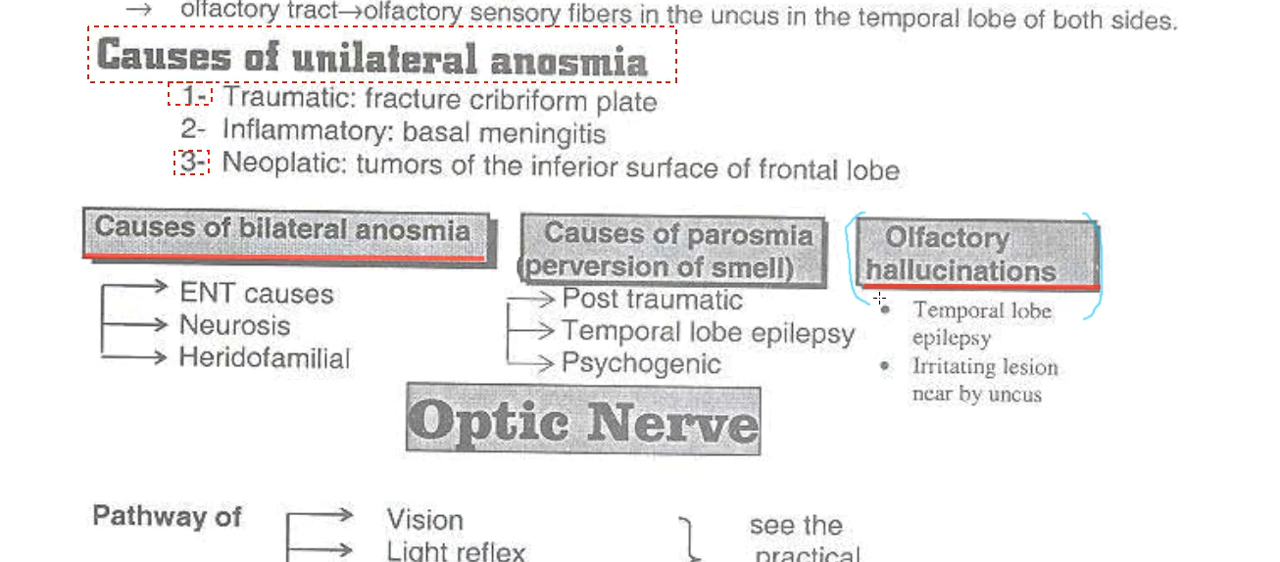 → olfactory tract→olfactory sensory fibers in the uncus in the temporal lobe of both sides.
Causes of unilateral anosmia
1- Traumatic: fracture cribriform plate
2- Inflammatory: basal meningitis
3- Neoplatic: tumors of the inferior surface of frontal lobe
Causes of bilateral anosmia
ENT causes
Neurosis
Heridofamilial
Causes of parosmia
(perversion of smell)
Post traumatic
Temporal lobe epilepsy
Psychogenic
Olfactory
hallucinations
• Temporal lobe
epilepsy
• Irritating lesion
near by uncus
Optic Nerve
Pathway of
Vision
Light reflex
see the
practical